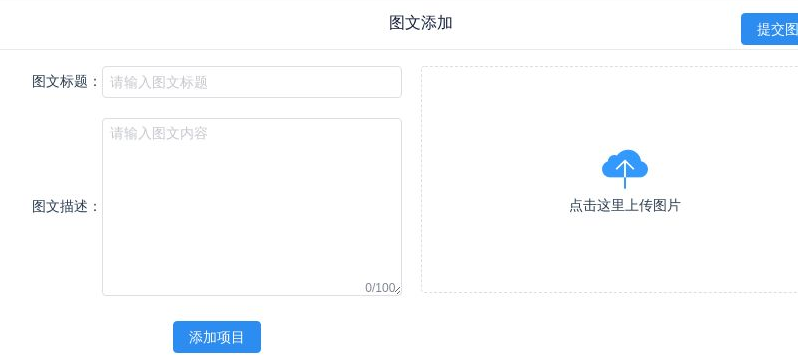 图文添加
提交图
图文标题：
请输入图文标题
请输入图文内容
图文描述：
0/100
点击这里上传图片
添加项目